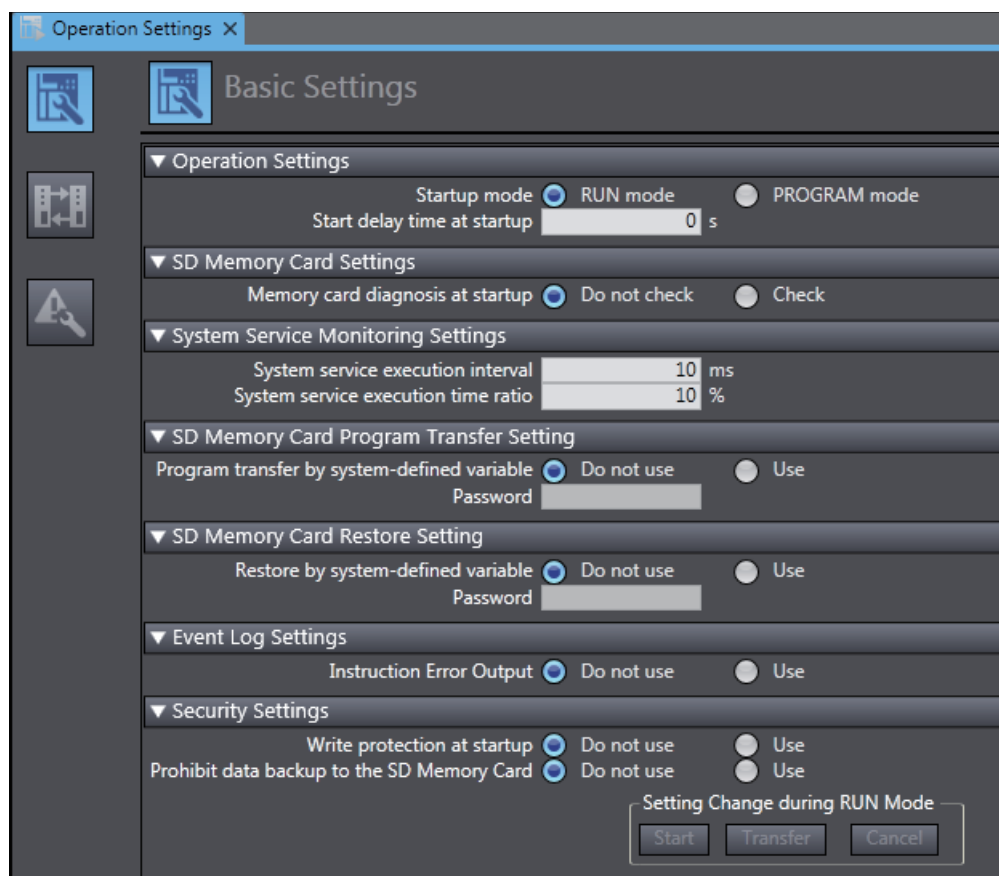 Operation Settings X
Basic Settings
▼ Operation Settings
Startup mode RUN mode PROGRAM mode
Start delay time at startup 0 s
▼ SD Memory Card Settings
Memory card diagnosis at startup Do not check Check
▼ System Service Monitoring Settings
System service execution interval 10 ms
System service execution time ratio 10 %
▼ SD Memory Card Program Transfer Setting
Program transfer by system-defined variable Do not use Use
Password
▼ SD Memory Card Restore Setting
Restore by system-defined variable Do not use Use
Password
▼ Event Log Settings
Instruction Error Output Do not use Use
▼ Security Settings
Write protection at startup Do not use Use
Prohibit data backup to the SD Memory Card Do not use Use
Setting Change during RUN Mode
Start Transfer Cancel